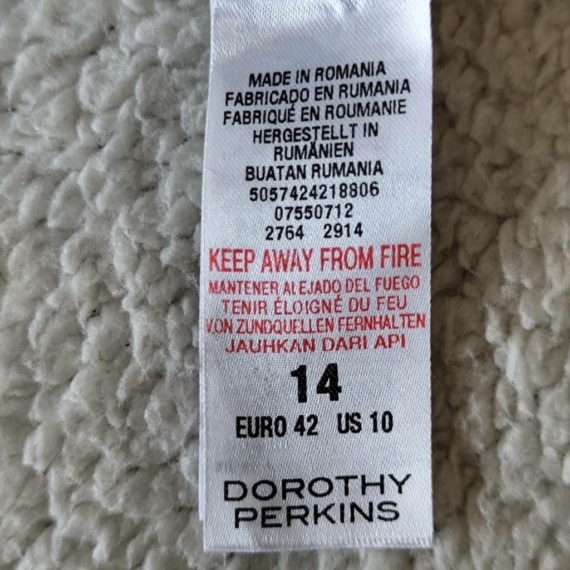 MADE IN ROMANIA
FABRICADO EN RUMANIA
FABRIQUÉ EN ROUMANIE
HERGESTELLT IN
RUMÄNIEN
BUATAN RUMANIA
5057424218806
07550712
2764 2914
KEEP AWAY FROM FIRE
MANTENER ALEJADO DEL FUEGO
TENIR ÉLOIGNÉ DU FEU
VON ZUNDQUELLEN FERNHALTEN
JAUHKAN DARI API
14
EURO 42 US 10
DOROTHY
PERKINS